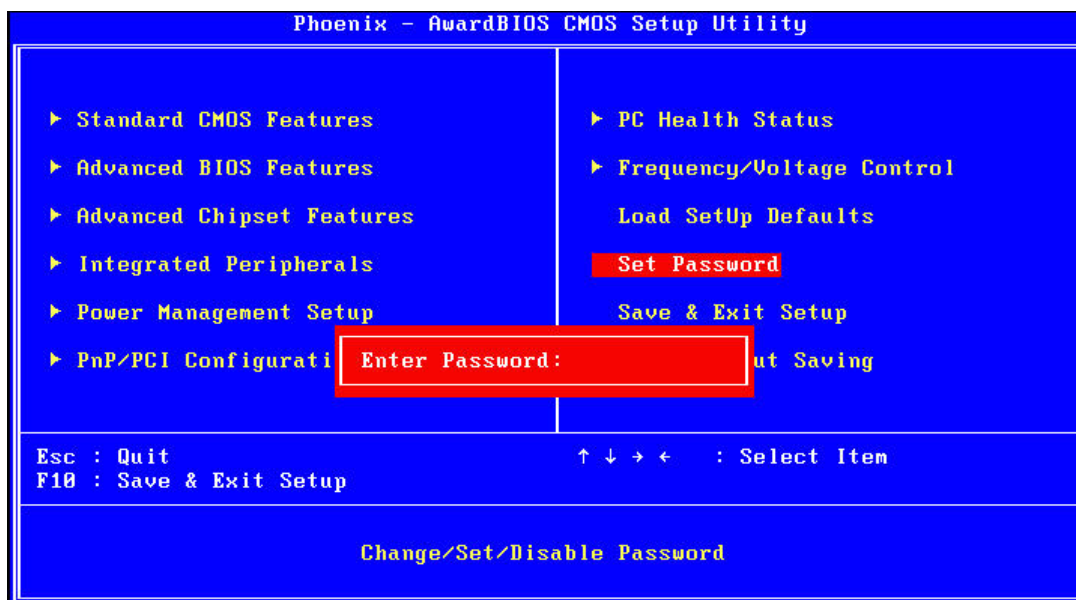 Phoenix - AwardBIOS CMOS Setup Utility
Standard CMOS Features
Advanced BIOS Features
Advanced Chipset Features
Integrated Peripherals
Power Management Setup
PnP/PCI Configurati
PC Health Status
Frequency/Voltage Control
Load SetUp Defaults
Set Password
Save & Exit Setup
ut Saving
Enter Password:
Esc : Quit
F10 : Save & Exit Setup
↑ ↓ → ← : Select Item
Change/Set/Disable Password